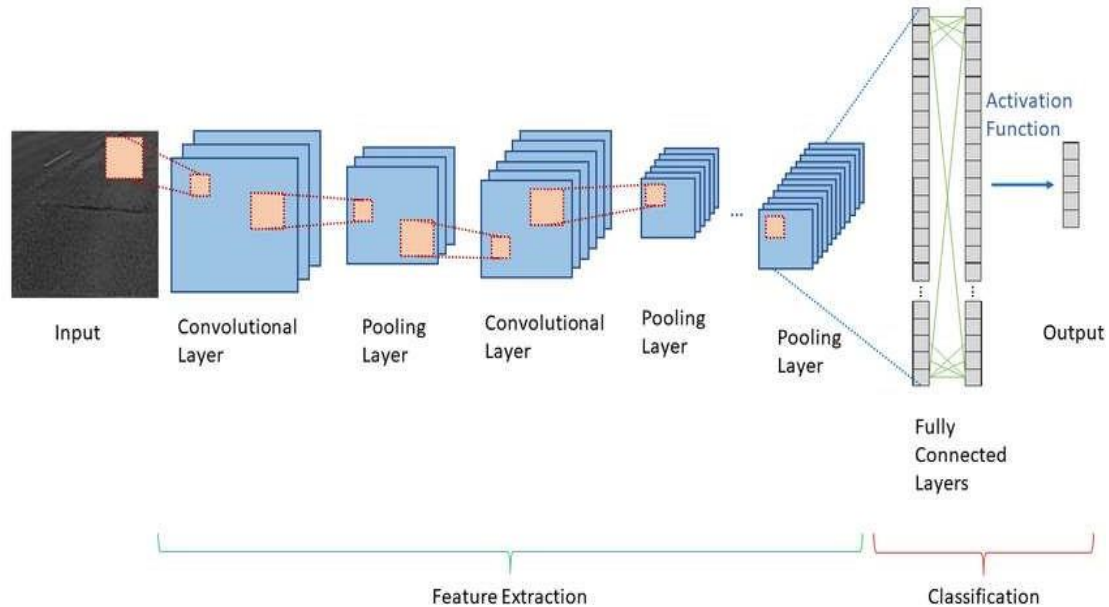 Activation
Function
Input
Convolutional
Layer
Pooling
Layer
Convolutional
Layer
Pooling
Layer
...
Pooling
Layer
Output
Fully
Connected
Layers
Feature Extraction
Classification